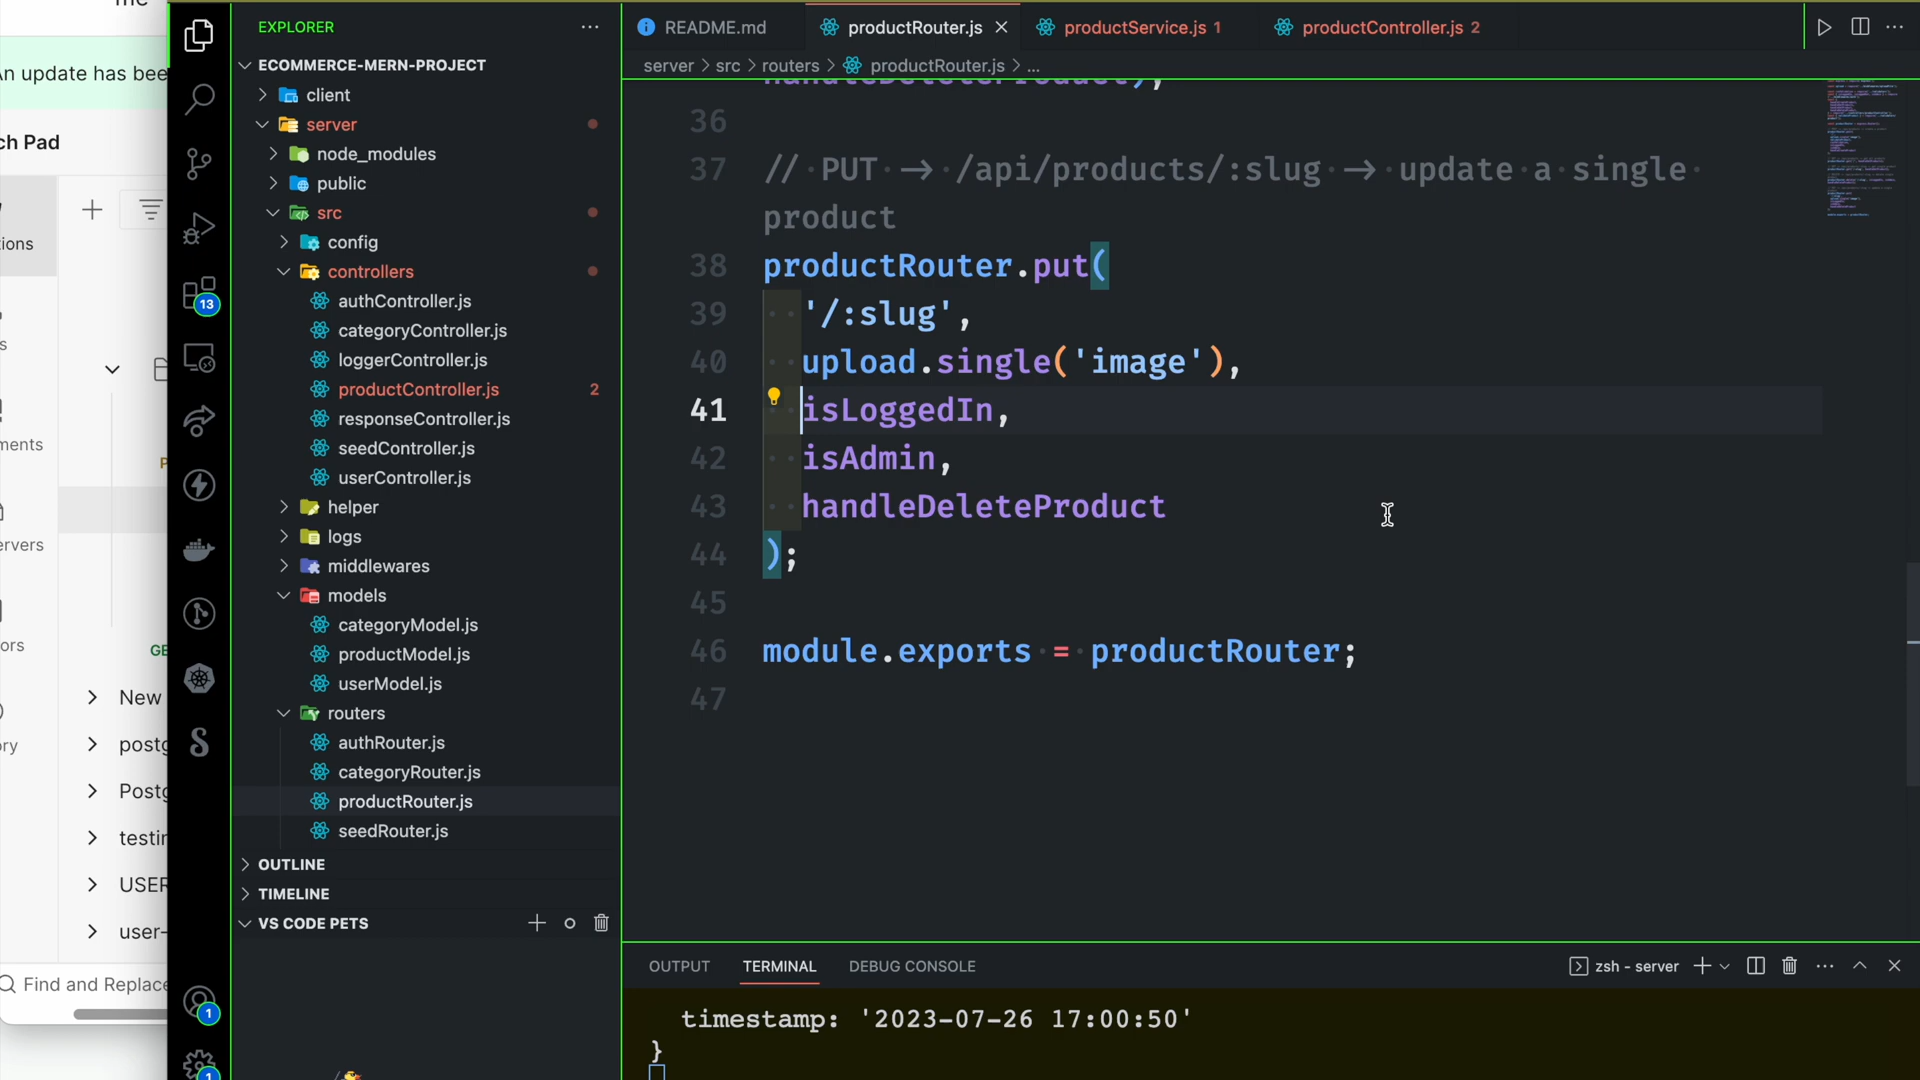 me
An update has bee
ch Pad
ions
s
ments
ervers
ors
ory
P
GE
New
postg
Postg
testin
USER
user-
Find and Replace
13
1
1
EXPLORER
ECOMMERCE-MERN-PROJECT
client
server
node_modules
public
src
config
controllers
authController.js
categoryController.js
loggerController.js
productController.js 2
responseController.js
seedController.js
userController.js
helper
logs
middlewares
models
categoryModel.js
productModel.js
userModel.js
routers
authRouter.js
categoryRouter.js
productRouter.js
seedRouter.js
OUTLINE
TIMELINE
VS CODE PETS
README.md productRouter.js productService.js 1 productController.js 2
server > src > routers > productRouter.js > ...
handleDeleteProduct);
36
37 // PUT -> /api/products/:slug -> update a single
product
38 productRouter.put(
39 '/:slug',
40 upload.single('image'),
41 isLoggedIn,
42 isAdmin,
43 handleDeleteProduct
44 );
45
46 module.exports = productRouter;
47
OUTPUT TERMINAL DEBUG CONSOLE zsh - server
timestamp: '2023-07-26 17:00:50'
}